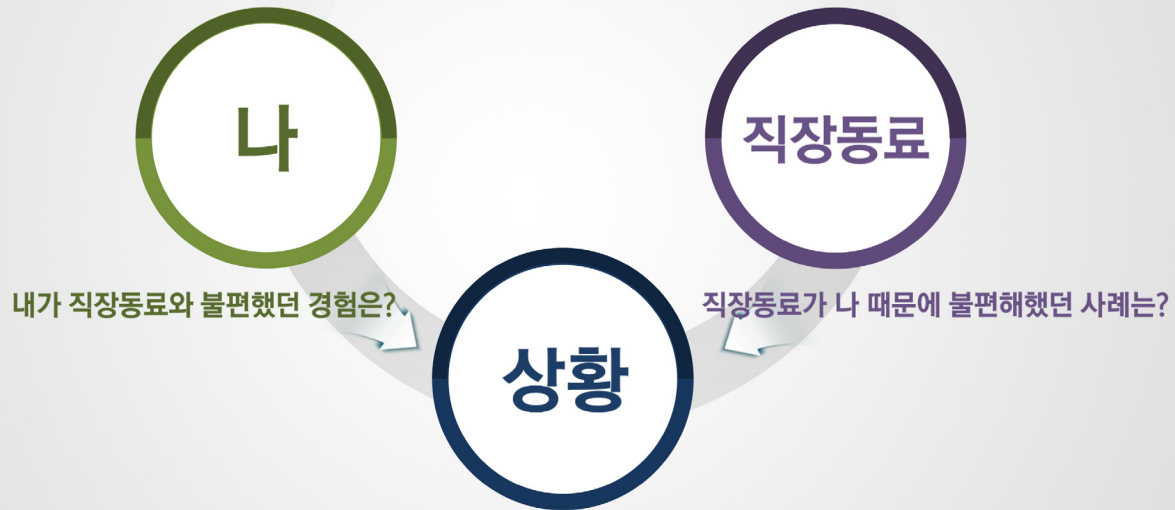 나
직장동료
내가 직장동료와 불편했던 경험은?
직장동료가 나 때문에 불편해했던 사례는?
상황